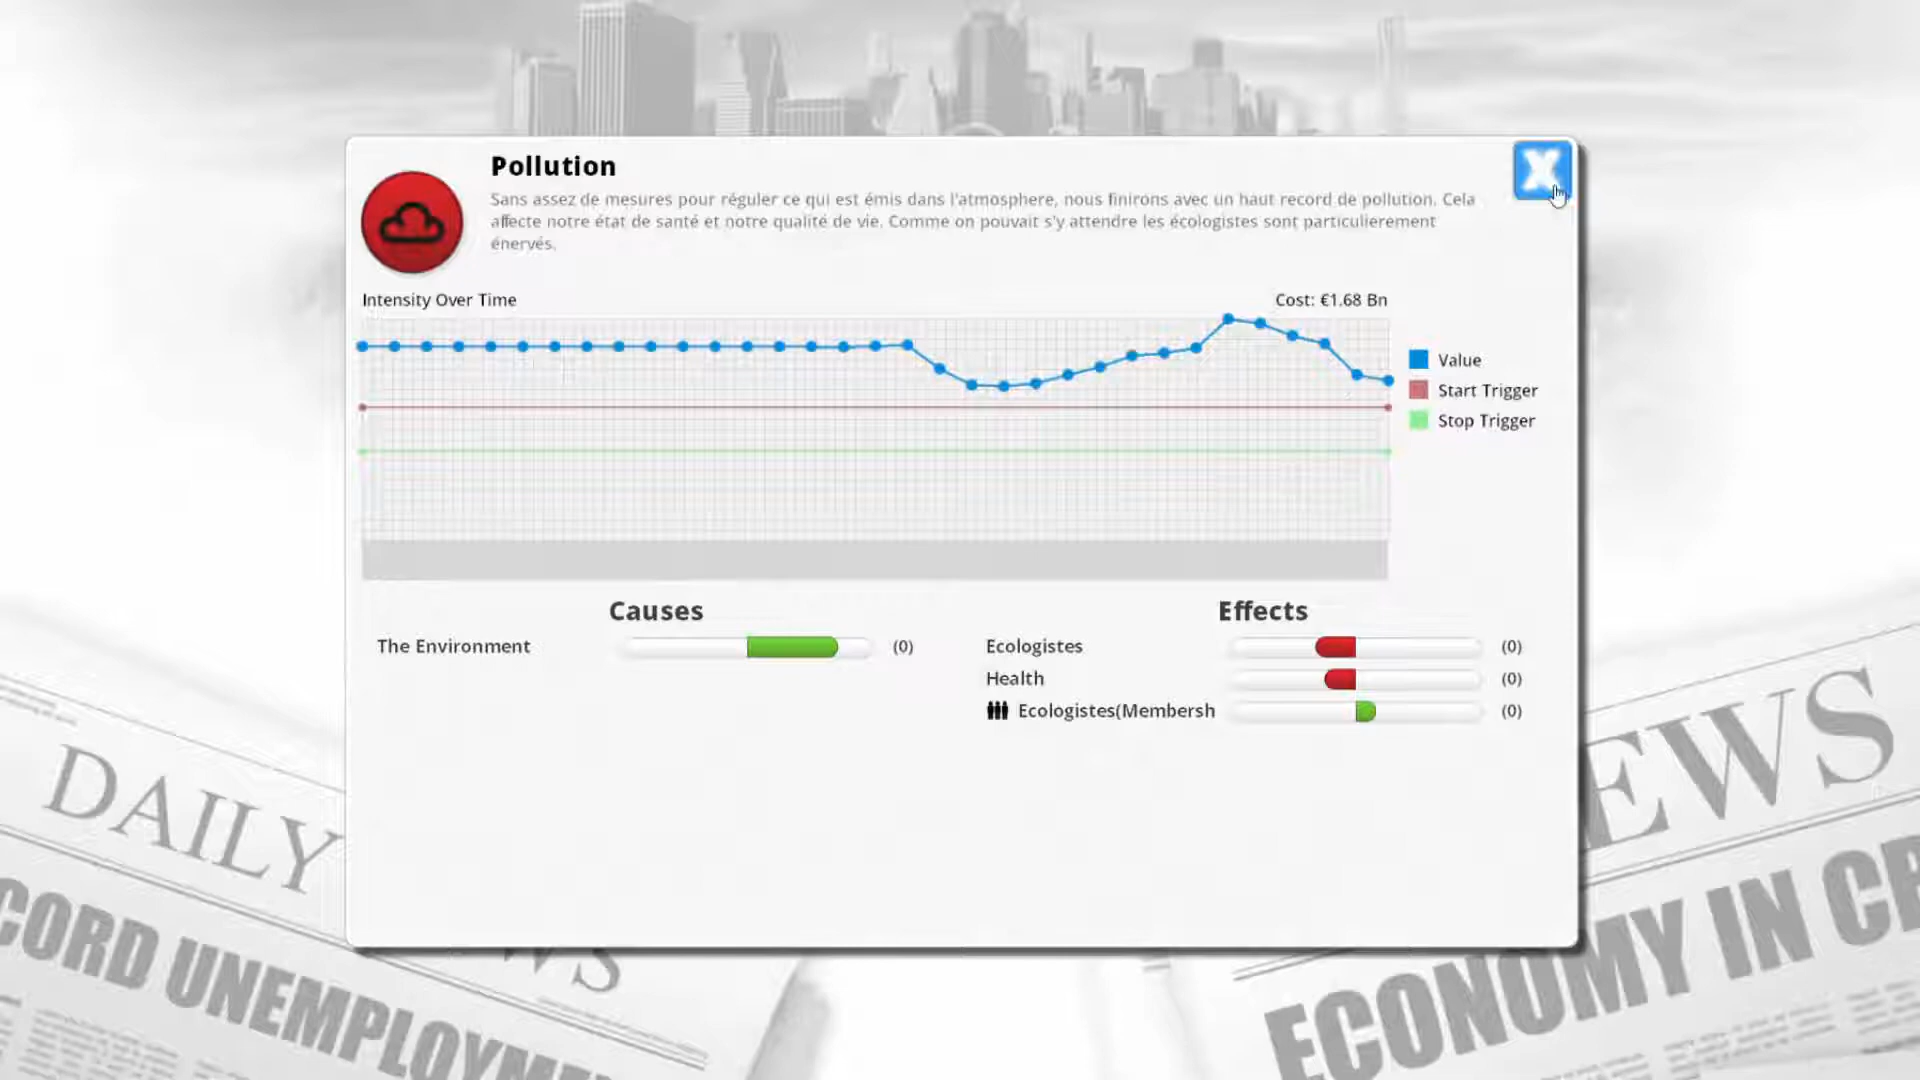 Pollution
Sans assez de mesures pour réguler ce qui est émis dans l'atmosphere, nous finirons avec un haut record de pollution. Cela
affecte notre état de santé et notre qualité de vie. Comme on pouvait s'y attendre les écologistes sont particulierement
énervés.
Intensity Over Time
Cost: €1.68 Bn
Value
Start Trigger
Stop Trigger
Causes
The Environment
(0)
Effects
Ecologistes
(0)
Health
(0)
Ecologistes(Membersh
(0)
DAILY
EWS
CORD UNEMPLOYM
WS
ECONOMY IN CR